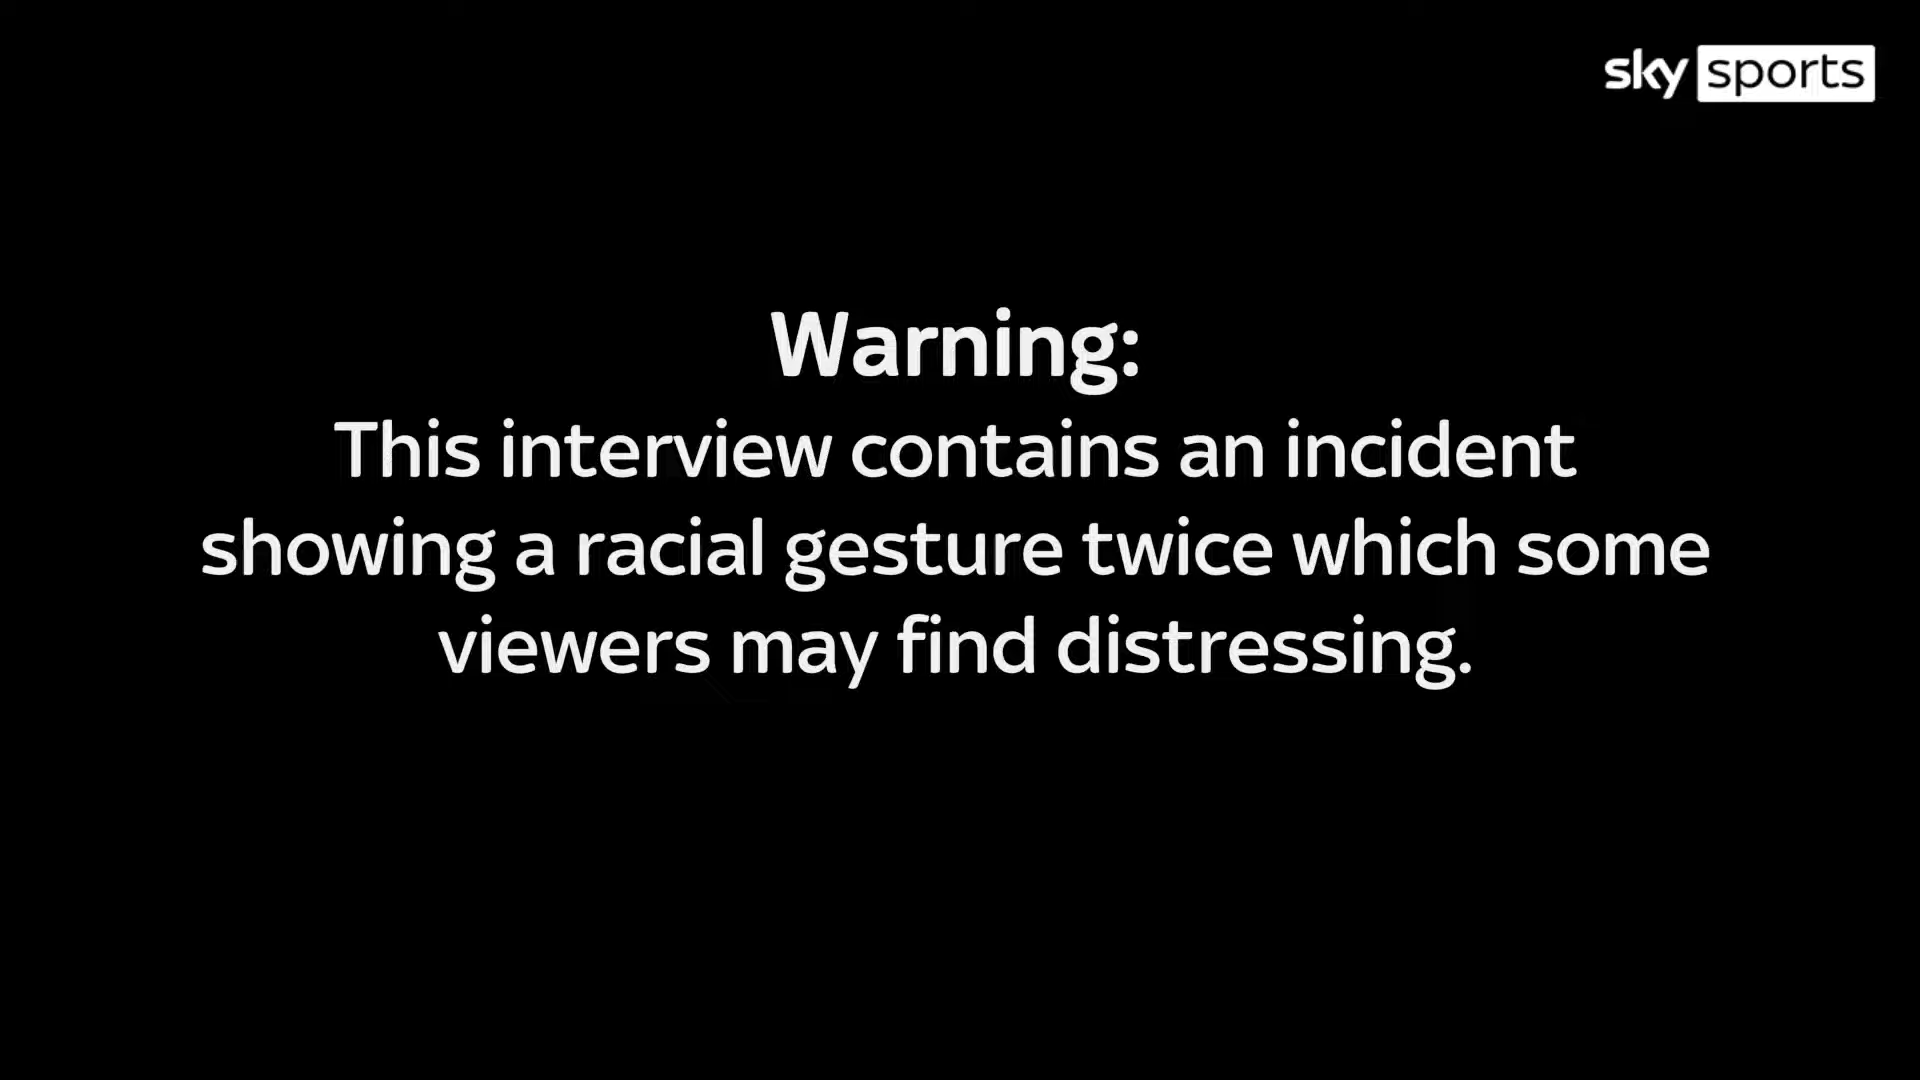 sky sports
Warning:
This interview contains an incident
showing a racial gesture twice which some
viewers may find distressing.